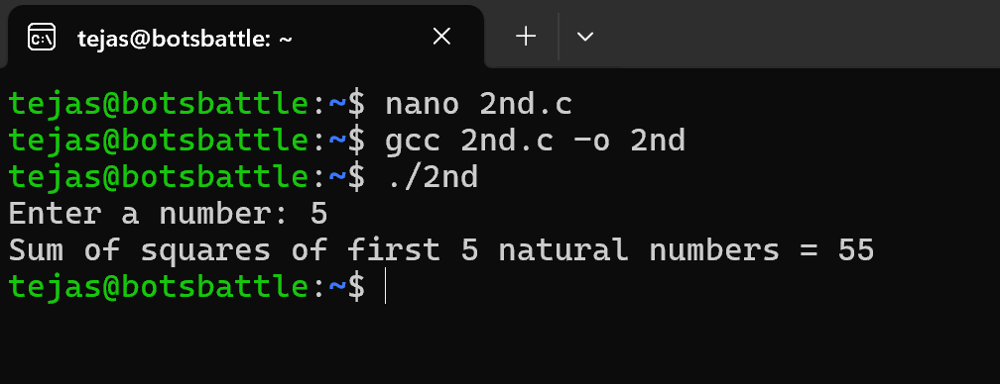 tejas@botsbattle: ~
tejas@botsbattle:~$ nano 2nd.c
tejas@botsbattle:~$ gcc 2nd.c -o 2nd
tejas@botsbattle:~$ ./2nd
Enter a number: 5
Sum of squares of first 5 natural numbers = 55
tejas@botsbattle:~$